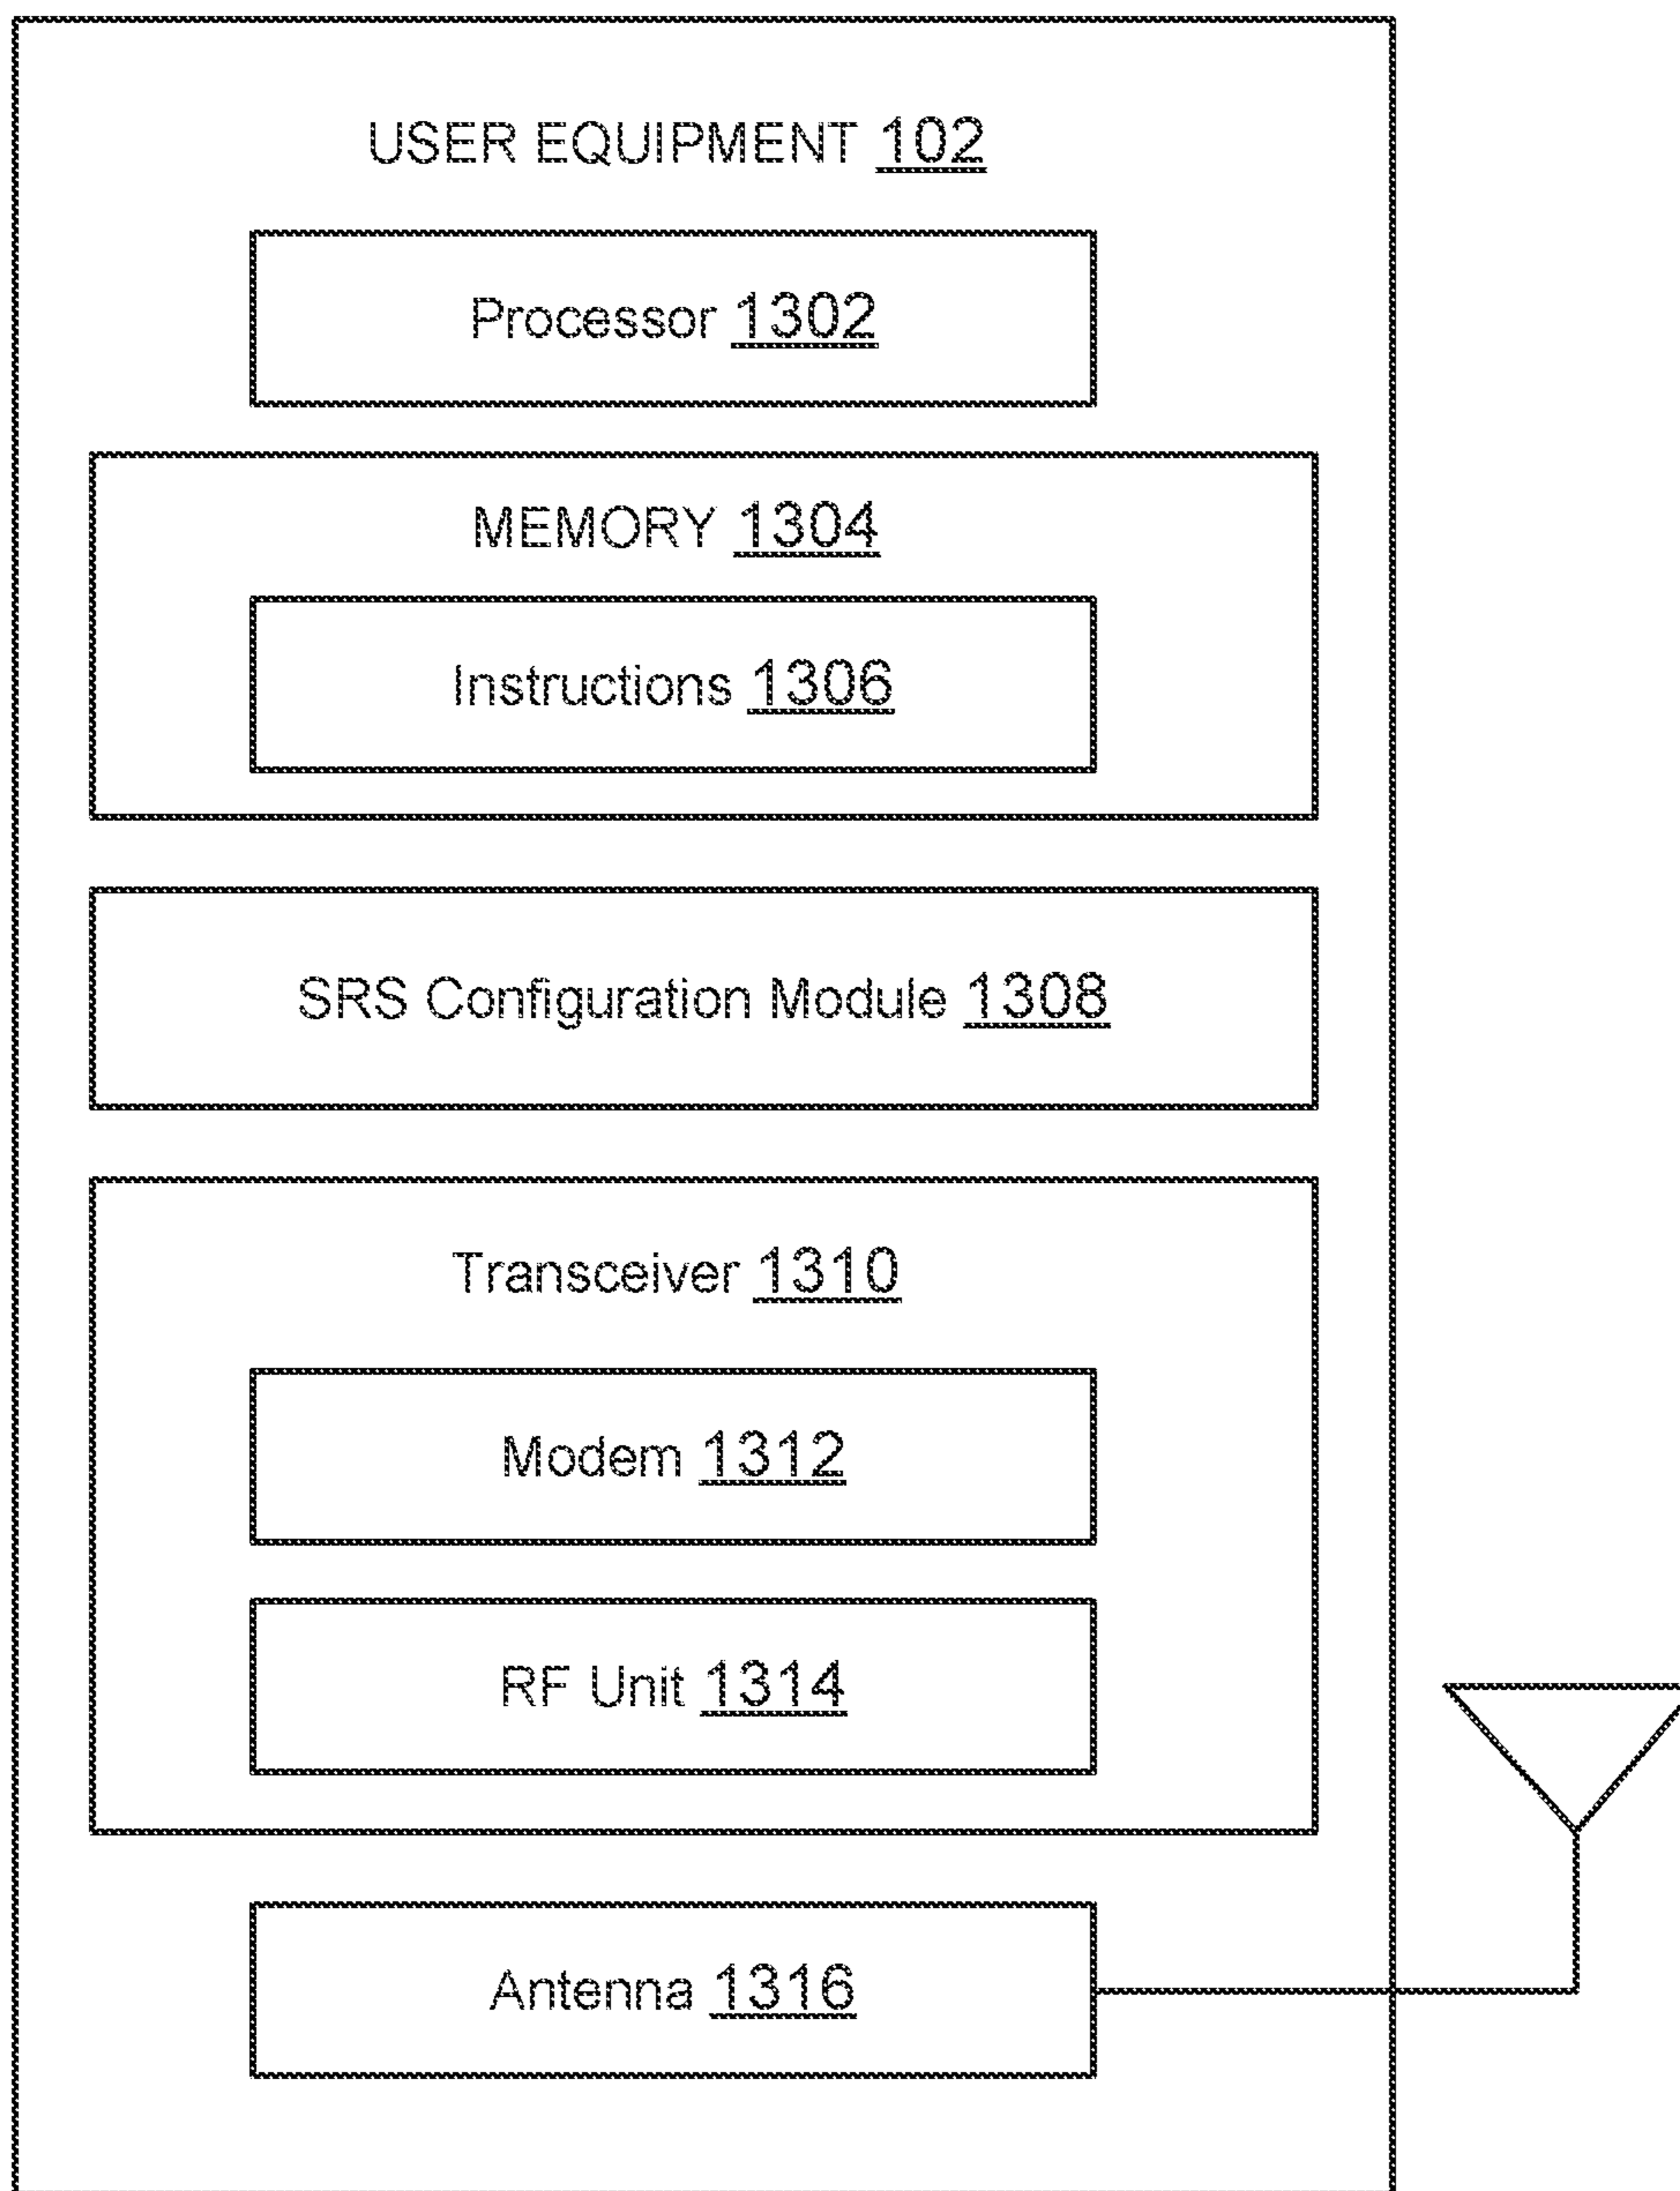 USER EQUIPMENT 102
Processor 1302
MEMORY 1304
Instructions 1306
SRS Configuration Module 1308
Transceiver 1310
Modem 1312
RF Unit 1314
Antenna 1316